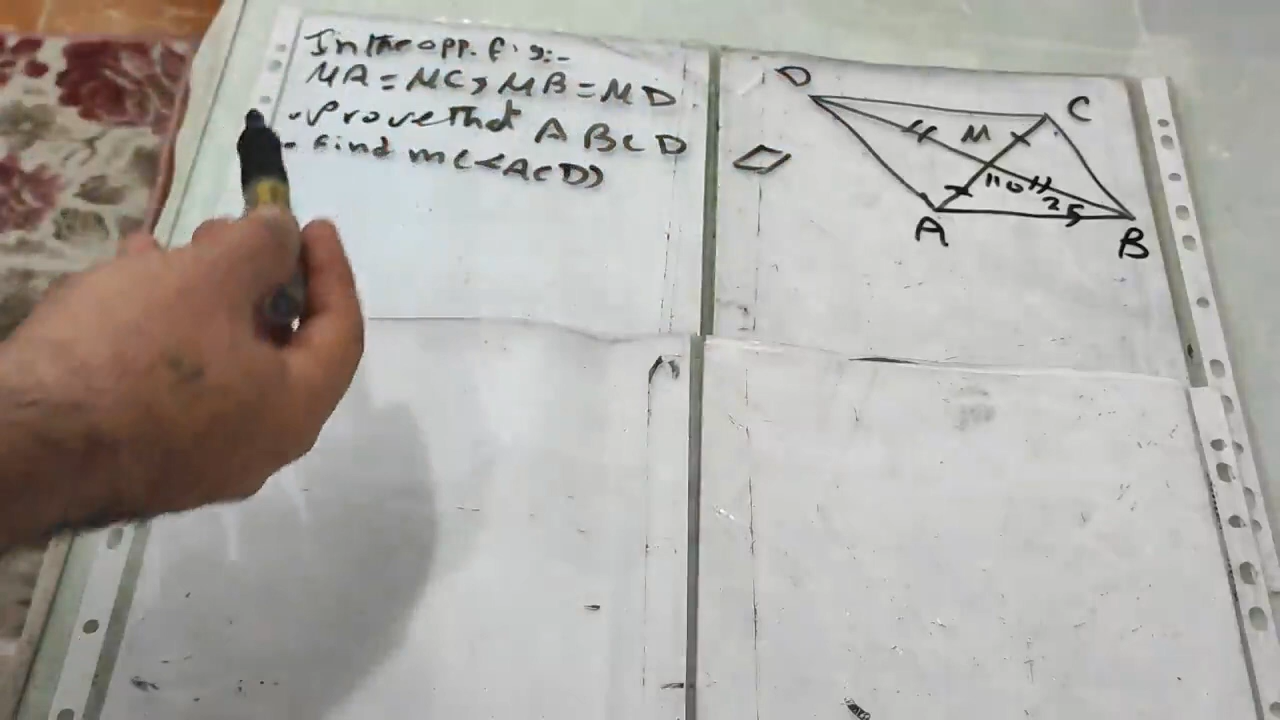 In the opp. fig:-
MA = MC, MB = MD
. Prove that ABCD ▱
. find m(<ACD)
D
C
M
110
25
A
B